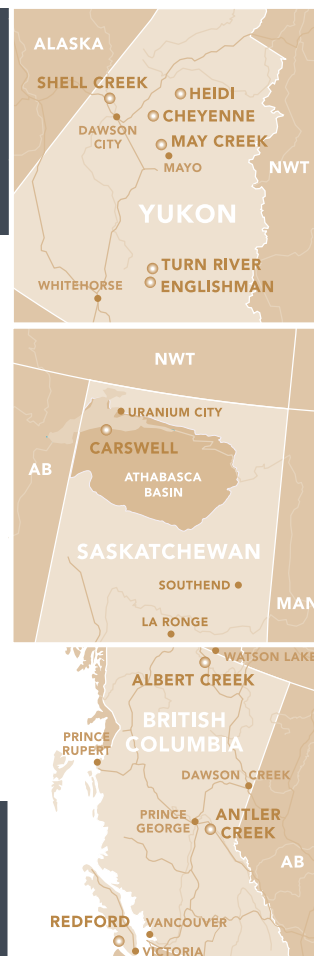 ALASKA
SHELL CREEK
HEIDI
CHEYENNE
DAWSON
CITY
MAY CREEK
MAYO
NWT
YUKON
TURN RIVER
WHITEHORSE
ENGLISHMAN
NWT
URANIUM CITY
CARSWELL
AB
ATHABASCA
BASIN
SASKATCHEWAN
SOUTHEND
MAN
LA RONGE
WATSON LAKE
ALBERT CREEK
BRITISH
COLUMBIA
PRINCE
RUPERT
DAWSON CREEK
PRINCE
GEORGE
ANTLER
CREEK
AB
REDFORD
VANCOUVER
VICTORIA